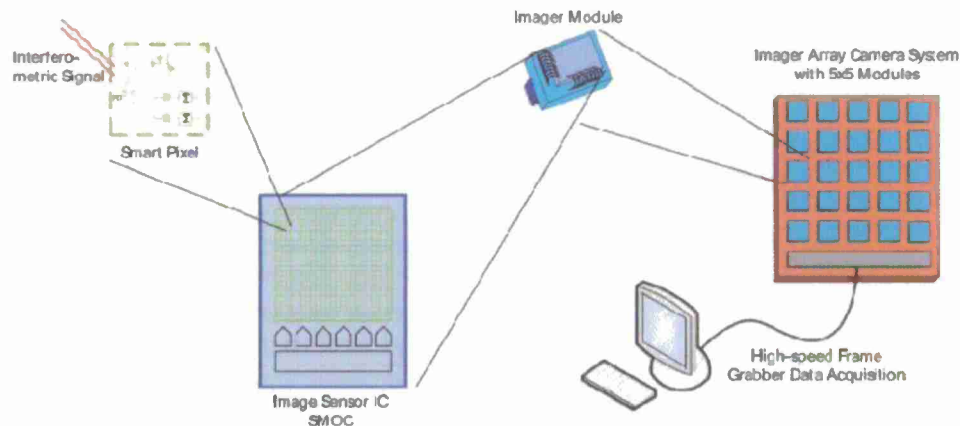 Imager Module
Interfero-
metric Signal
Imager Array Camera System
with 5x5 Modules
Smart Pixel
High-speed Frame
Grabber Data Acquisition
Image Sensor IC
SMOC